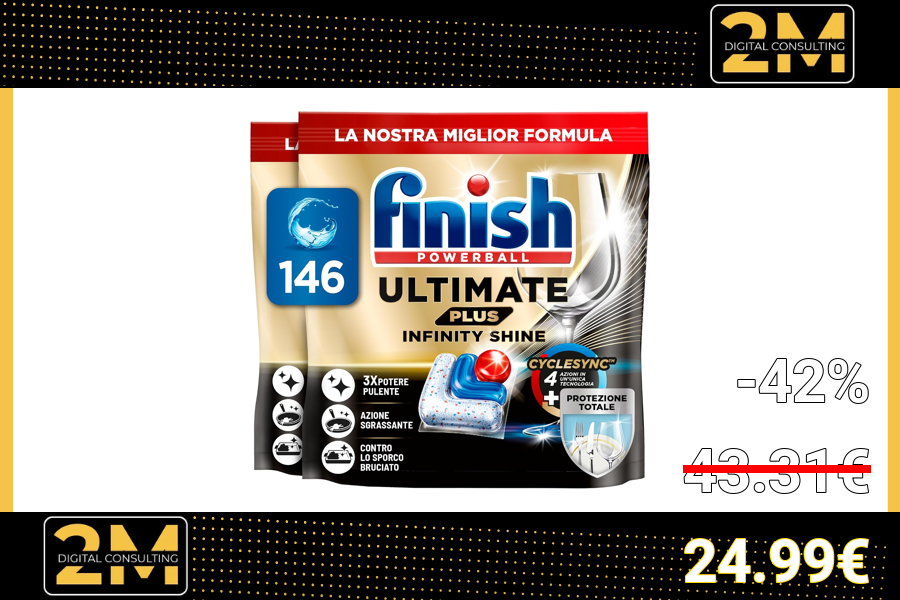 2M
DIGITAL CONSULTING
LA NOSTRA MIGLIOR FORMULA
LA
146
finish
POWERBALL
ULTIMATE
PLUS
INFINITY SHINE
3X POTERE
PULENTE
AZIONE
SGRASSANTE
CONTRO
LO SPORCO
BRUCIATO
CYCLESYNC™
4 AZIONI IN
UN'UNICA
TECNOLOGIA
+
PROTEZIONE
TOTALE
-42%
43.31€
2M
DIGITAL CONSULTING
24.99€